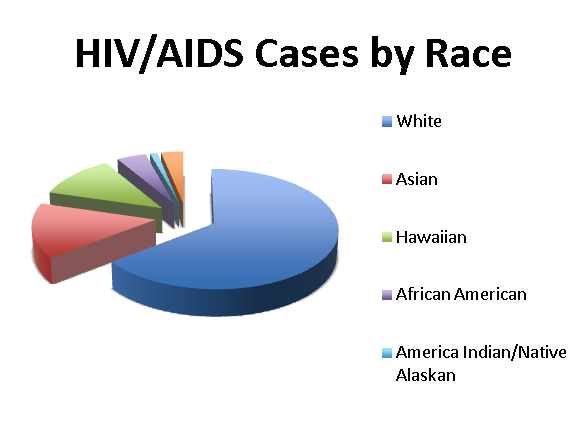 HIV/AIDS Cases by Race
White
Asian
Hawaiian
African American
America Indian/Native
Alaskan